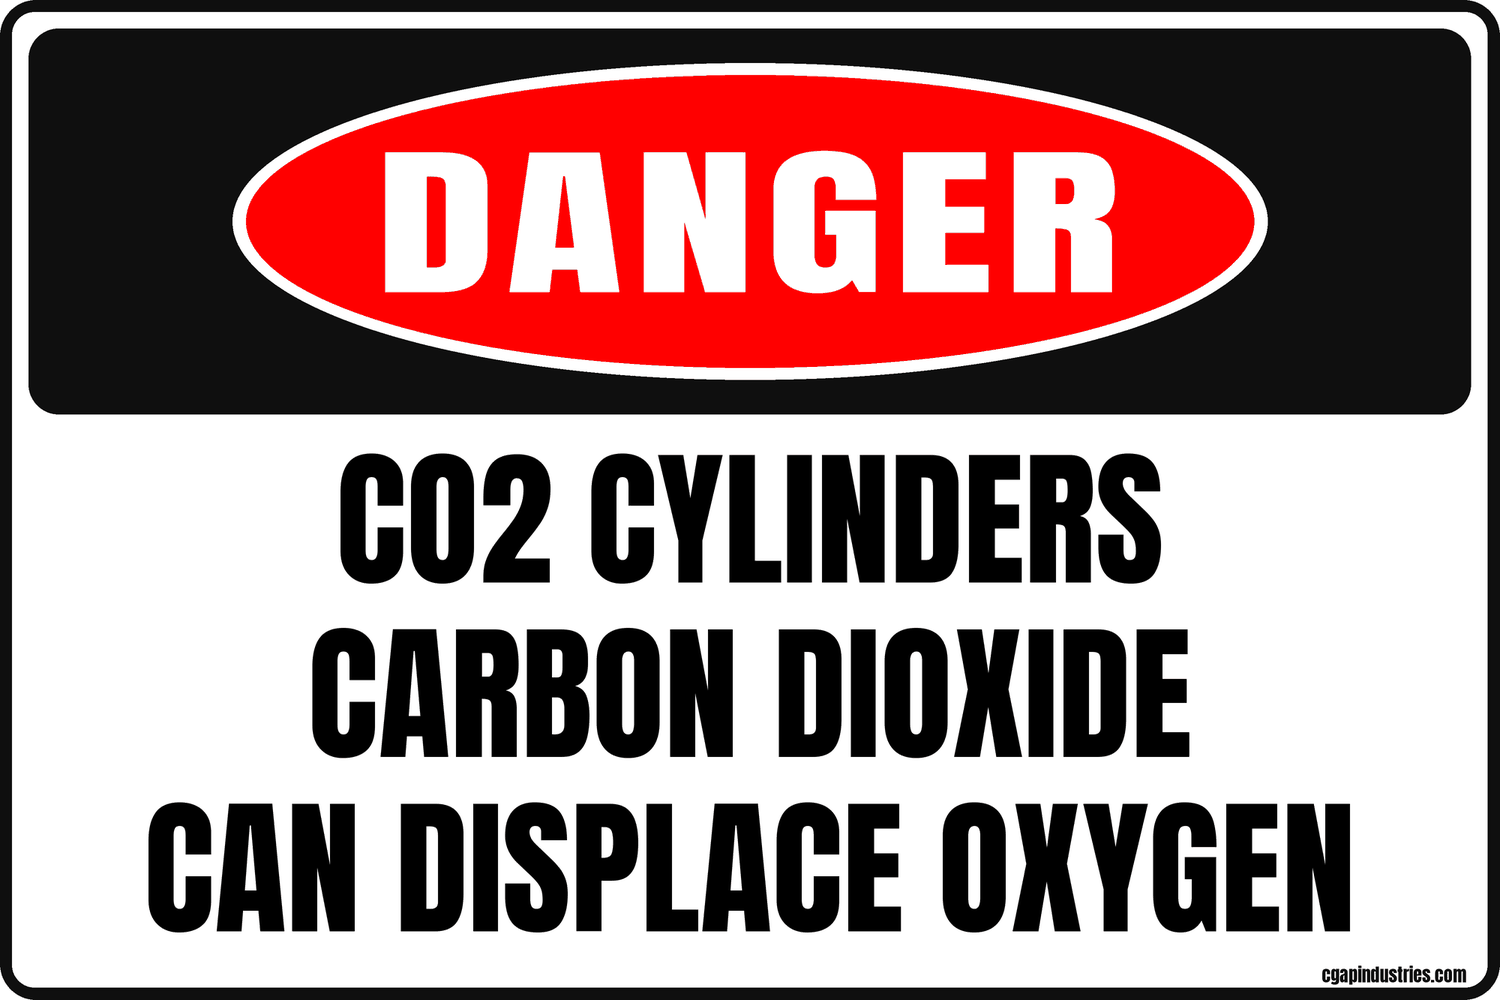 DANGER
CO2 CYLINDERS
CARBON DIOXIDE
CAN DISPLACE OXYGEN
cgapindustries.com